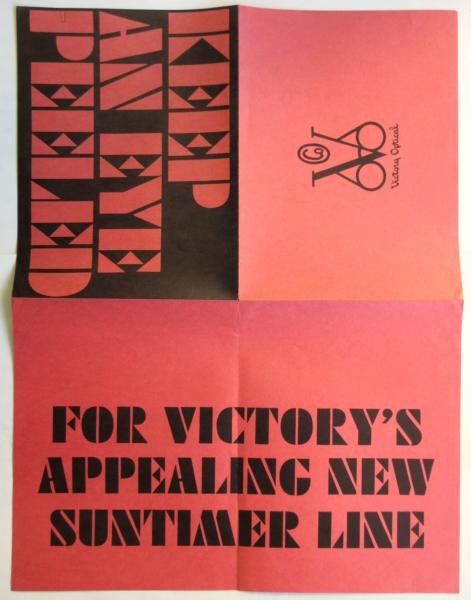 KEEP
AN EYE
PEELED
Victory Optical
FOR VICTORY'S
APPEALING NEW
SUNTIMER LINE